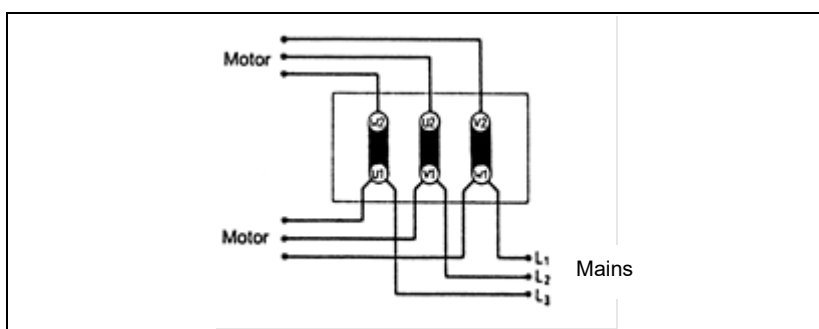 Motor
W2 U2 V2
U1 V1 W1
Motor
L1
L2 Mains
L3